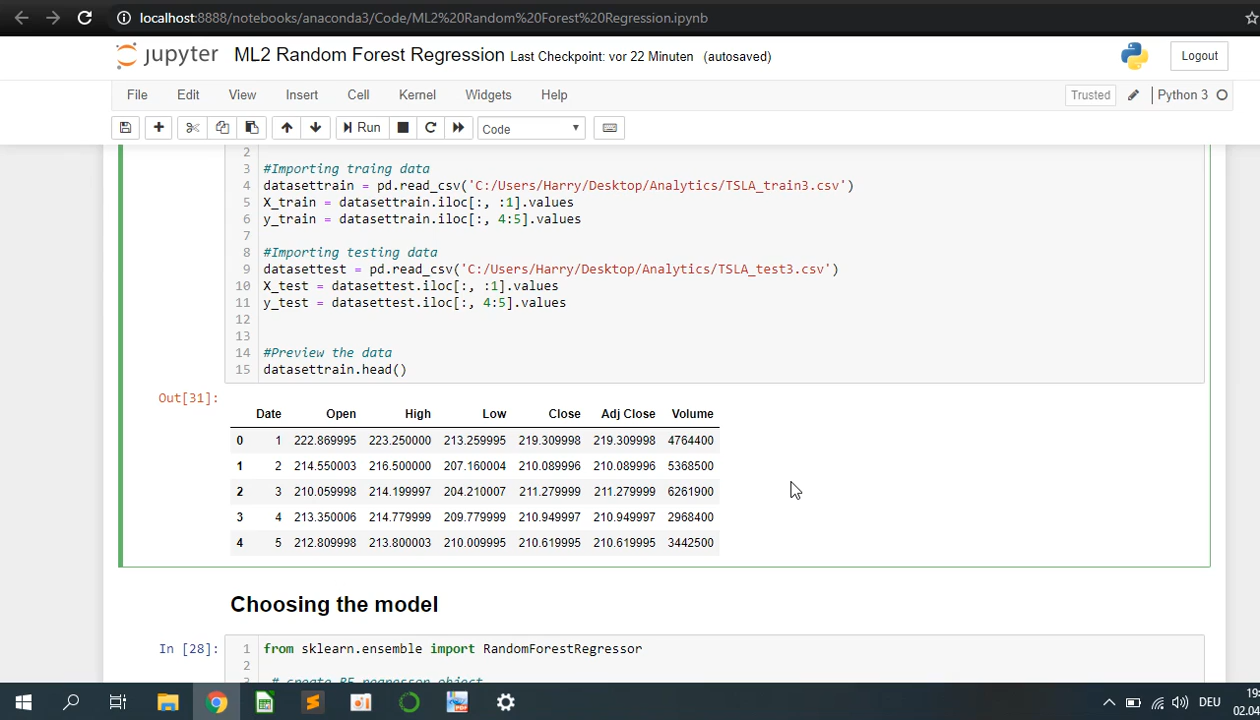 localhost:8888/notebooks/anaconda3/Code/ML2%20Random%20Forest%20Regression.ipynb
jupyter ML2 Random Forest Regression Last Checkpoint: vor 22 Minuten (autosaved) Logout
File Edit View Insert Cell Kernel Widgets Help Trusted Python 3
Run Code
2
3 #Importing traing data
4 datasettrain = pd.read_csv('C:/Users/Harry/Desktop/Analytics/TSLA_train3.csv')
5 X_train = datasettrain.iloc[:, :1].values
6 y_train = datasettrain.iloc[:, 4:5].values
7
8 #Importing testing data
9 datasettest = pd.read_csv('C:/Users/Harry/Desktop/Analytics/TSLA_test3.csv')
10 X_test = datasettest.iloc[:, :1].values
11 y_test = datasettest.iloc[:, 4:5].values
12
13
14 #Preview the data
15 datasettrain.head()
Out[31]:
Date Open High Low Close Adj Close Volume
0 1 222.869995 223.250000 213.259995 219.309998 219.309998 4764400
1 2 214.550003 216.500000 207.160004 210.089996 210.089996 5368500
2 3 210.059998 214.199997 204.210007 211.279999 211.279999 6261900
3 4 213.350006 214.779999 209.779999 210.949997 210.949997 2968400
4 5 212.809998 213.800003 210.009995 210.619995 210.619995 3442500
Choosing the model
In [28]: 1 from sklearn.ensemble import RandomForestRegressor
2
3 # create RF regressor object
DEU